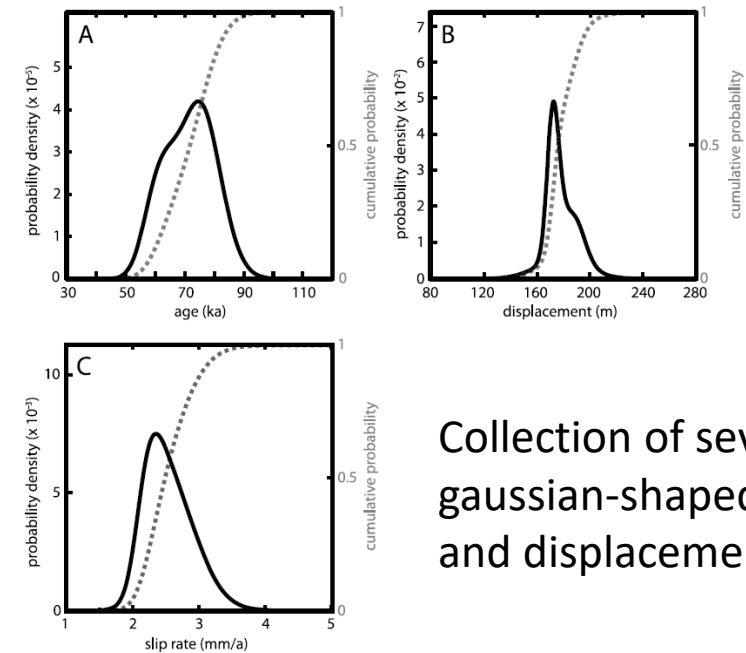 A
probability density (x 10⁻⁵)
5
4
3
2
1
0
1
0.5
0
cumulative probability
30 50 70 90 110
age (ka)
B
probability density (x 10⁻²)
7
6
5
4
3
2
1
0
1
0.5
0
cumulative probability
80 120 160 200 240 280
displacement (m)
C
probability density (x 10⁻³)
10
5
0
1
0.5
0
cumulative probability
1 2 3 4 5
slip rate (mm/a)
Collection of sev
gaussian-shaped
and displaceme